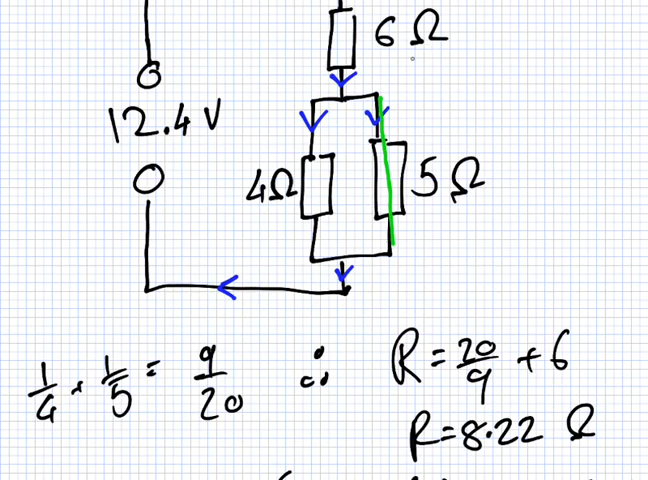 6 Ω
12.4 V
4Ω
5 Ω
1/4 + 1/5 = 9/20 ∴ R = 20/9 + 6
R = 8.22 Ω